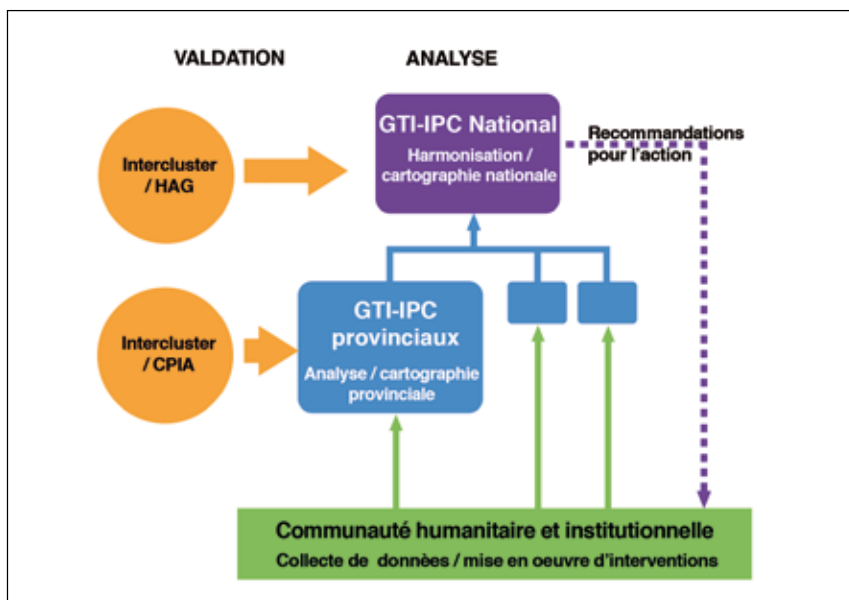 VALDATION
ANALYSE
GTI-IPC National
Harmonisation /
cartographie nationale
Recommandations
pour l'action
Intercluster
/ HAG
GTI-IPC
provinciaux
Analyse / cartographie
provinciale
Intercluster
/ CPIA
Communauté humanitaire et institutionnelle
Collecte de données / mise en oeuvre d'interventions